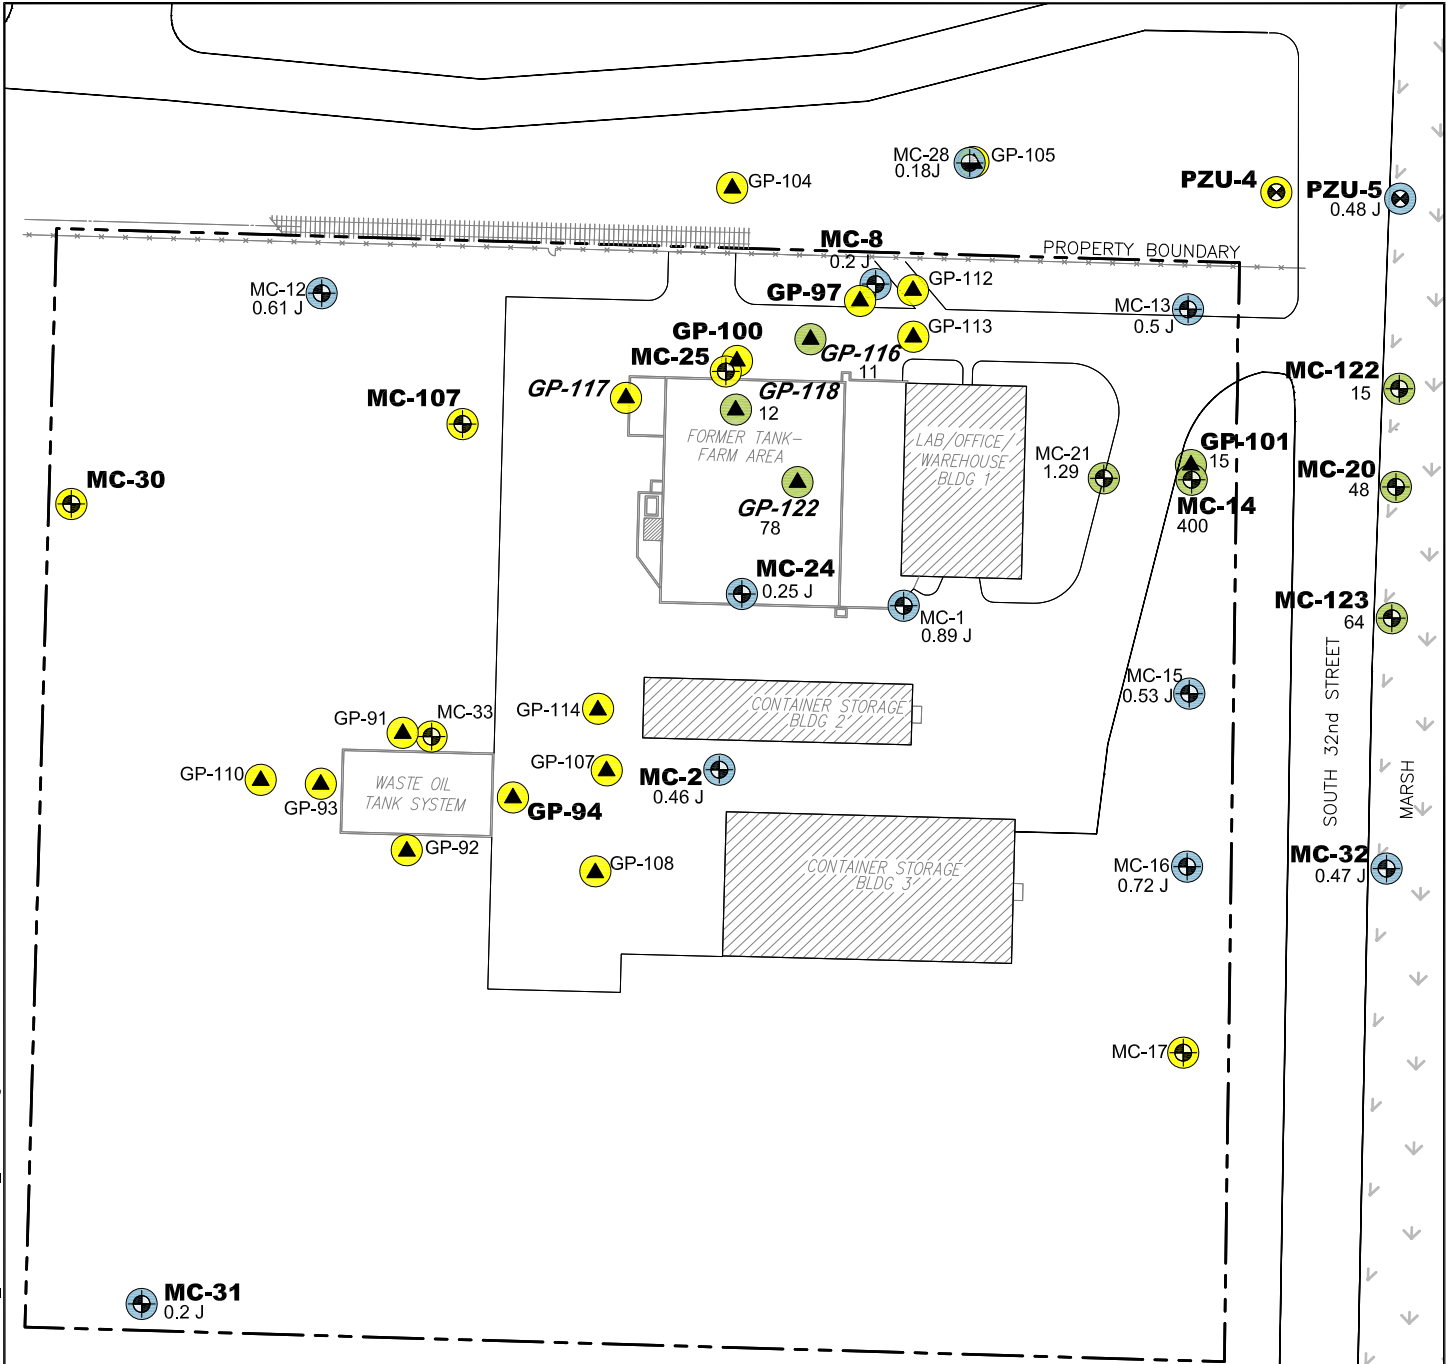 MC-28
0.18J
GP-105
GP-104
PZU-4
PZU-5
0.48 J
MC-8
0.2 J
PROPERTY BOUNDARY
MC-12
0.61 J
GP-97
GP-112
MC-13
0.5 J
GP-100
MC-25
GP-113
GP-116
11
GP-117
GP-118
12
MC-122
15
MC-107
FORMER TANK-
FARM AREA
LAB/OFFICE/
WAREHOUSE
BLDG 1
MC-21
1.29
GP-101
15
MC-20
48
MC-30
GP-122
78
MC-14
400
MC-24
0.25 J
MC-1
0.89 J
MC-123
64
SOUTH 32nd STREET
MC-15
0.53 J
GP-114
CONTAINER STORAGE
BLDG 2
GP-91
MC-33
GP-107
MC-2
0.46 J
GP-110
GP-93
WASTE OIL
TANK SYSTEM
GP-94
MARSH
GP-92
GP-108
CONTAINER STORAGE
BLDG 3
MC-16
0.72 J
MC-32
0.47 J
MC-17
MC-31
0.2 J